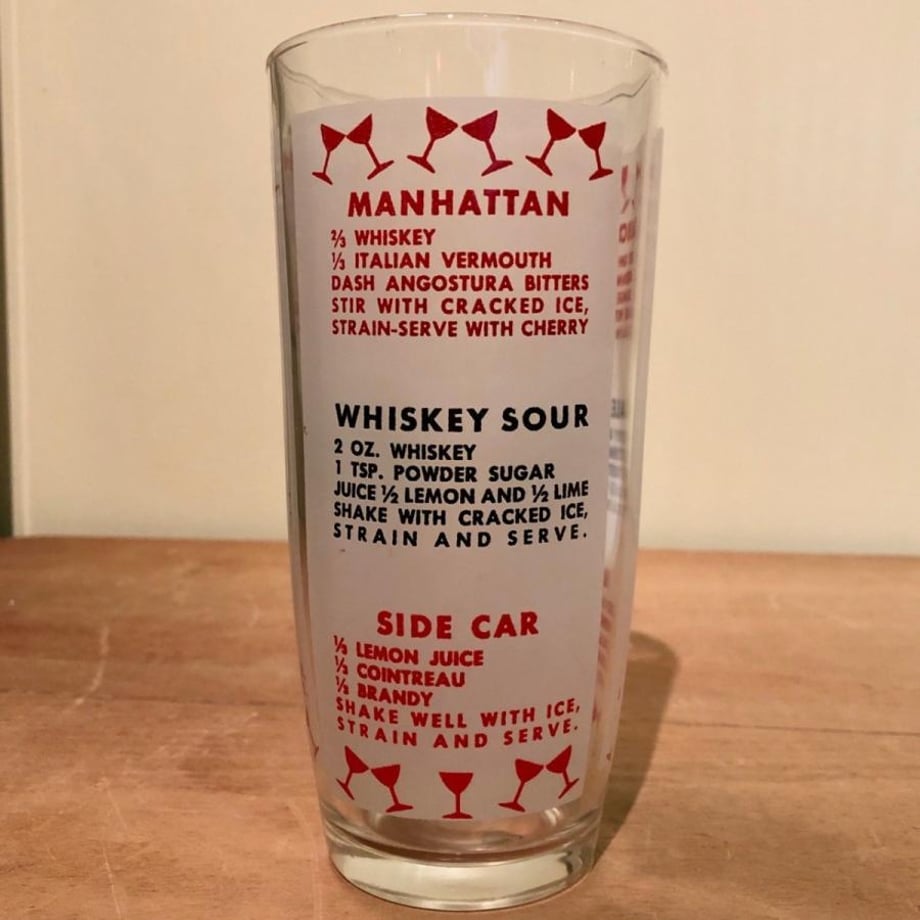 MANHATTAN
⅔ WHISKEY
⅓ ITALIAN VERMOUTH
DASH ANGOSTURA BITTERS
STIR WITH CRACKED ICE,
STRAIN-SERVE WITH CHERRY
WHISKEY SOUR
2 OZ. WHISKEY
1 TSP. POWDER SUGAR
JUICE ½ LEMON AND ½ LIME
SHAKE WITH CRACKED ICE,
STRAIN AND SERVE.
SIDE CAR
⅓ LEMON JUICE
⅓ COINTREAU
⅓ BRANDY
SHAKE WELL WITH ICE,
STRAIN AND SERVE.